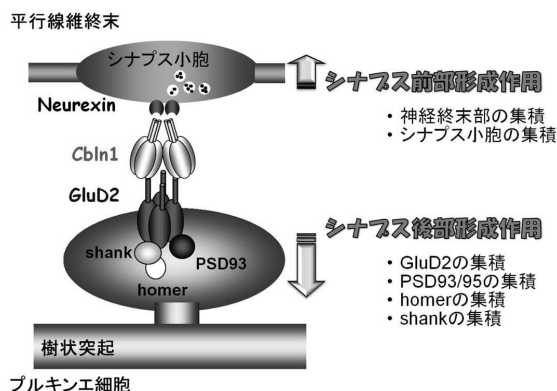 平行線維終末
シナプス小胞
Neurexin
Cbln1
GluD2
shank
PSD93
homer
樹状突起
プルキンエ細胞
シナプス前部形成作用
・神経終末部の集積
・シナプス小胞の集積
シナプス後部形成作用
・GluD2の集積
・PSD93/95の集積
・homerの集積
・shankの集積